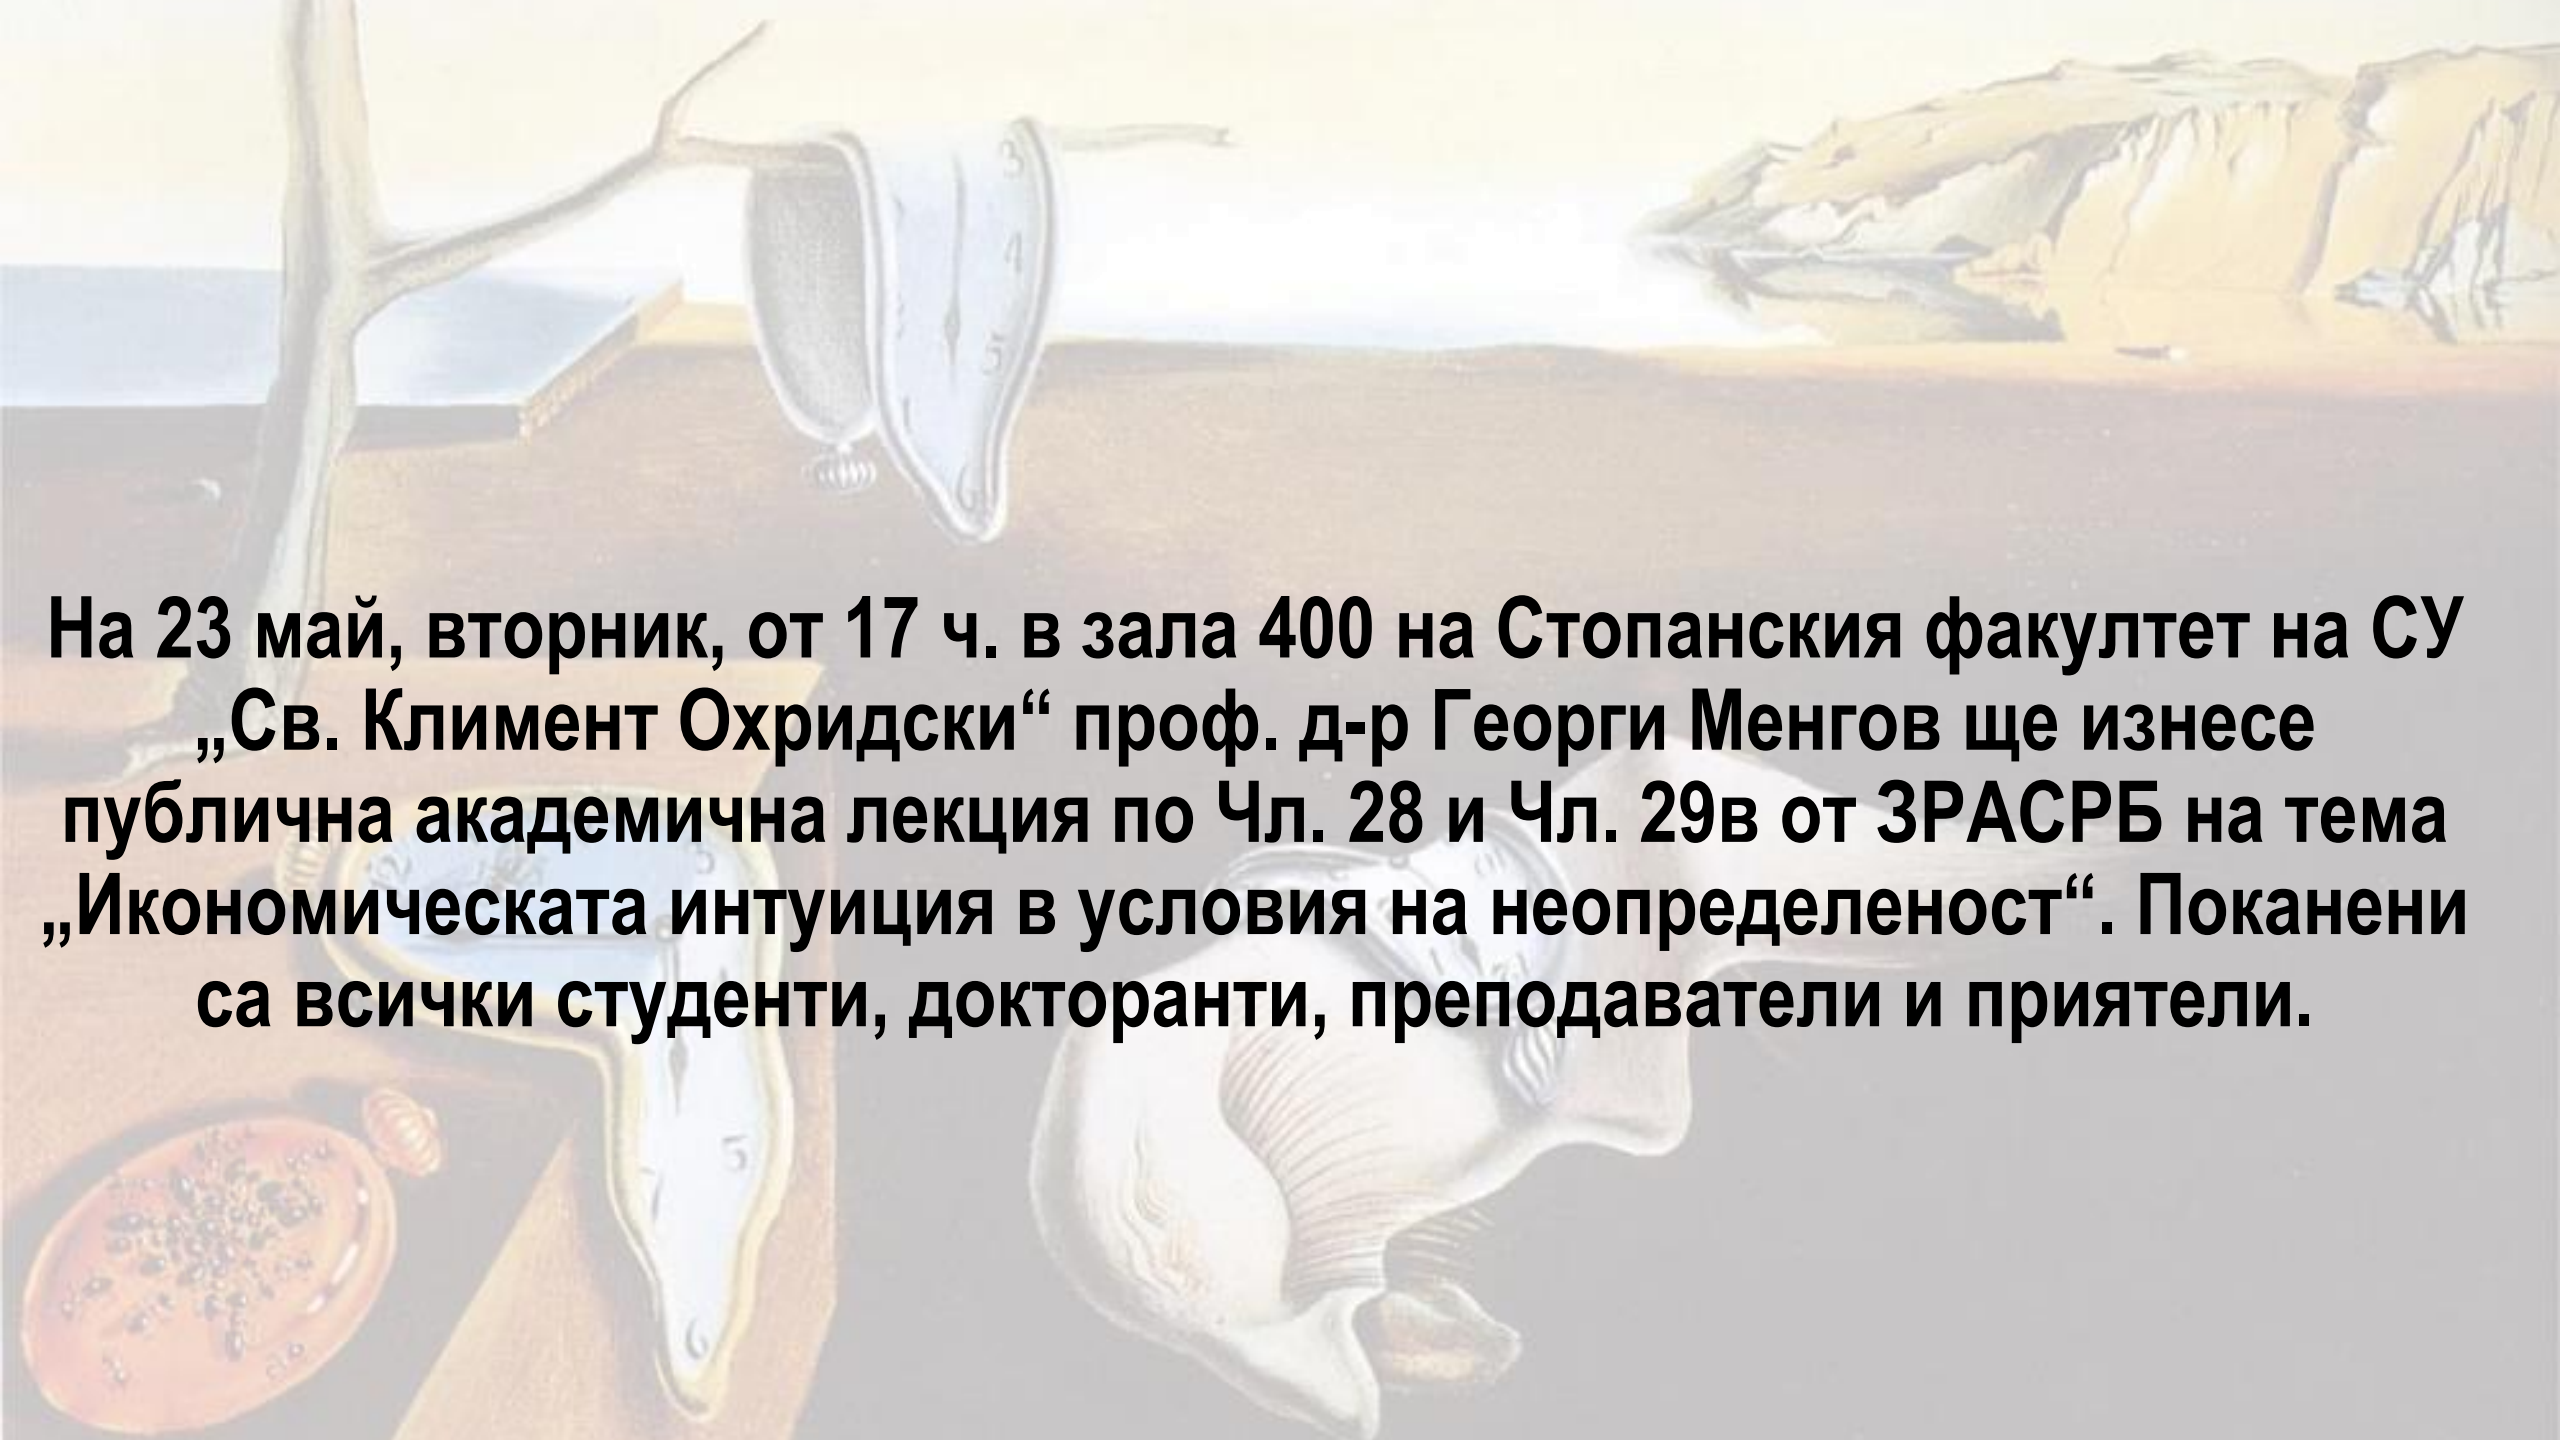 На 23 май, вторник, от 17 ч. в зала 400 на Стопанския факултет на СУ
„Св. Климент Охридски“ проф. д-р Георги Менгов ще изнесе
публична академична лекция по Чл. 28 и Чл. 29в от ЗРАСРБ на тема
„Икономическата интуиция в условия на неопределеност“. Поканени
са всички студенти, докторанти, преподаватели и приятели.